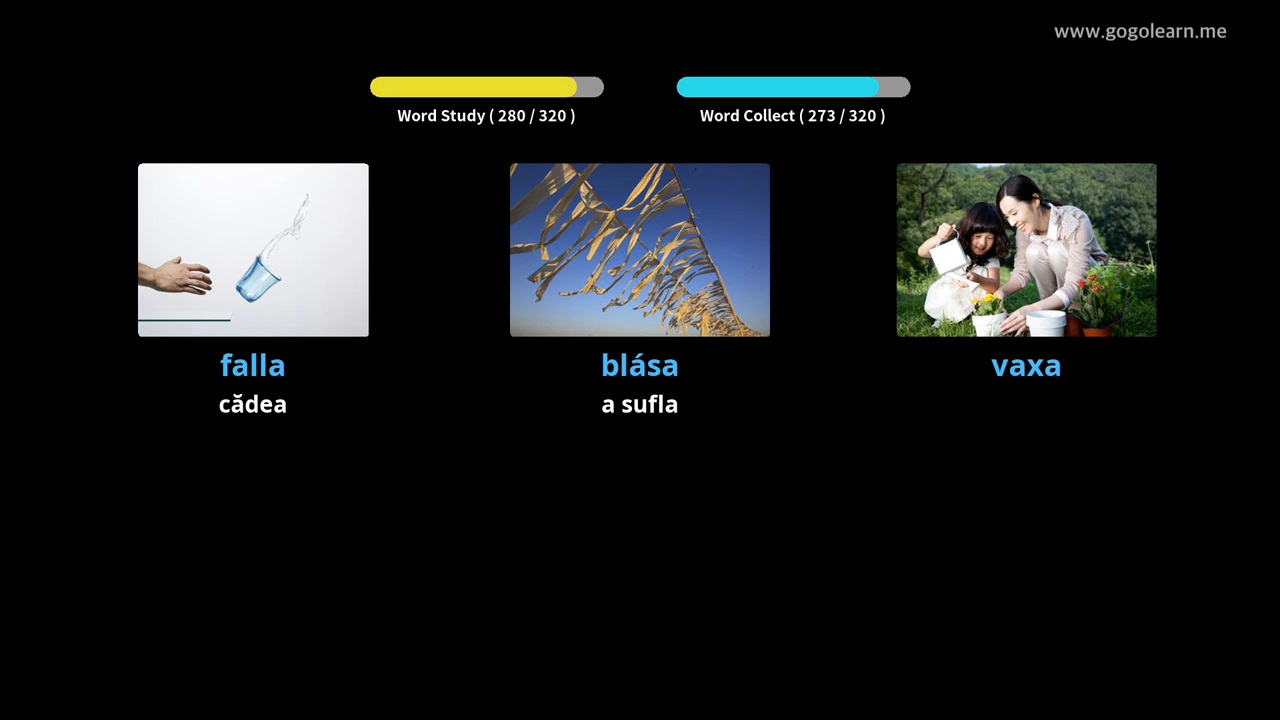 www.gogolearn.me
Word Study ( 280 / 320 )
Word Collect ( 273 / 320 )
falla
blása
vaxa
cădea
a sufla